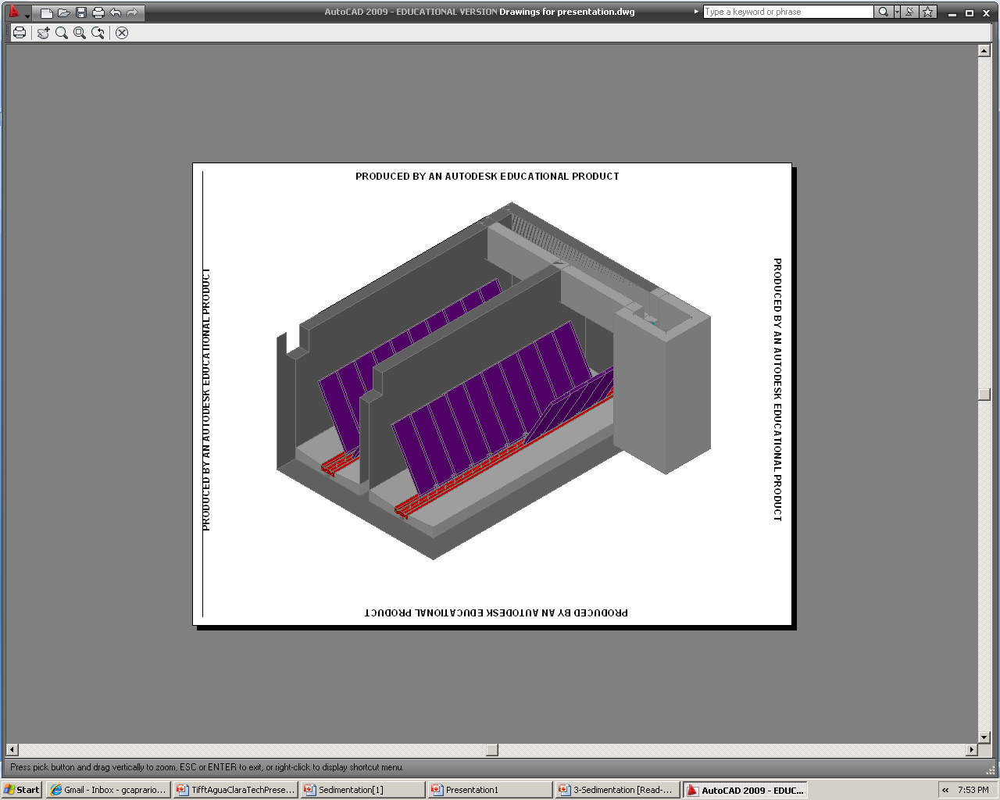 AutoCAD 2009 - EDUCATIONAL VERSION Drawings for presentation.dwg
Type a keyword or phrase
PRODUCED BY AN AUTODESK EDUCATIONAL PRODUCT
PRODUCED BY AN AUTODESK EDUCATIONAL PRODUCT
PRODUCED BY AN AUTODESK EDUCATIONAL PRODUCT
PRODUCED BY AN AUTODESK EDUCATIONAL PRODUCT
Press pick button and drag vertically to zoom, ESC or ENTER to exit, or right-click to display shortcut menu.
Start
Gmail - Inbox - gcaprario...
TifftAguaClaraTechPrese...
Sedimentation[1]
Presentation1
3-Sedimentation [Read-...
AutoCAD 2009 - EDUC...
7:53 PM